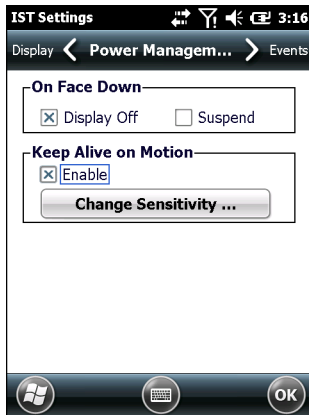 IST Settings 3:16
Display Power Managem... Events
On Face Down
Display Off Suspend
Keep Alive on Motion
Enable
Change Sensitivity ...
OK